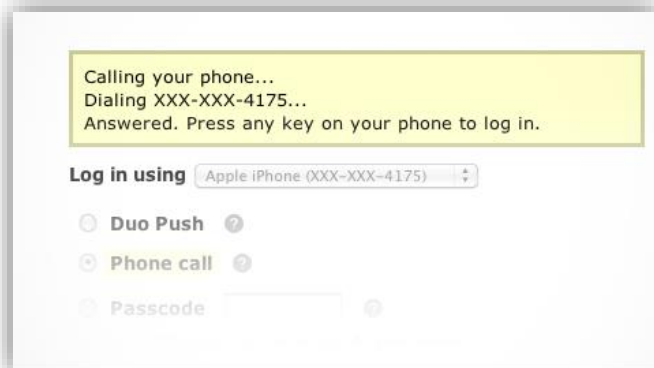 Calling your phone...
Dialing XXX-XXX-4175...
Answered. Press any key on your phone to log in.
Log in using Apple iPhone (XXX-XXX-4175)
Duo Push ?
Phone call ?
Passcode ?